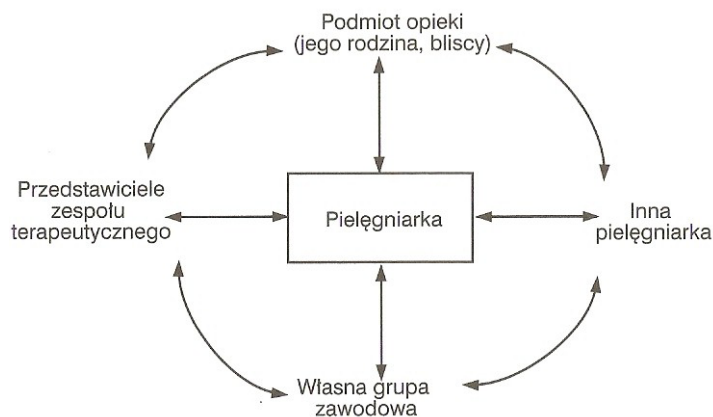 Podmiot opieki
(jego rodzina, bliscy)
Przedstawiciele
zespołu
terapeutycznego
Pielęgniarka
Inna
pielęgniarka
Własna grupa
zawodowa